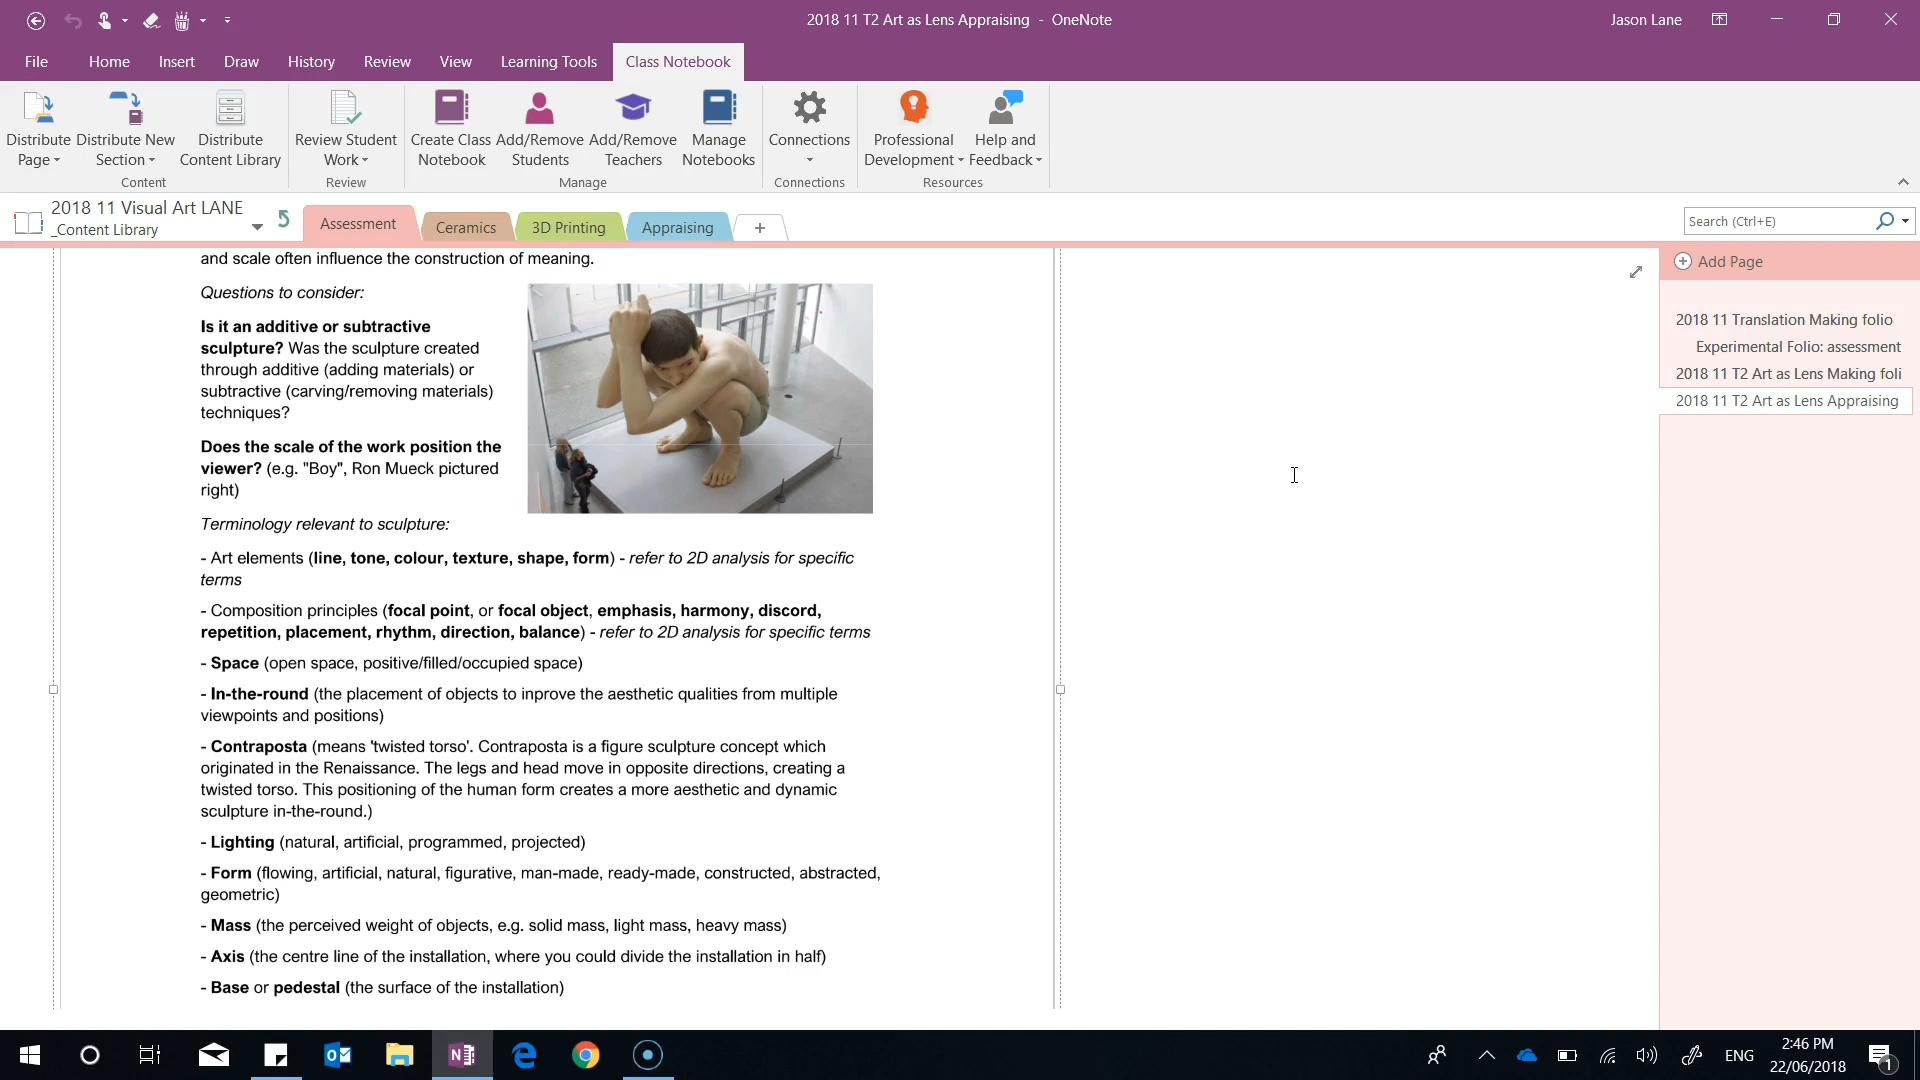 2018 11 T2 Art as Lens Appraising - OneNote
Jason Lane
File Home Insert Draw History Review View Learning Tools Class Notebook
Distribute Page
Distribute New Section
Distribute Content Library
Review Student Work
Create Class Notebook
Add/Remove Students
Add/Remove Teachers
Manage Notebooks
Connections
Professional Development
Help and Feedback
Content Review Manage Connections Resources
2018 11 Visual Art LANE
_Content Library
Assessment Ceramics 3D Printing Appraising +
Search (Ctrl+E)
and scale often influence the construction of meaning.
Questions to consider:
Is it an additive or subtractive
sculpture? Was the sculpture created
through additive (adding materials) or
subtractive (carving/removing materials)
techniques?
Does the scale of the work position the
viewer? (e.g. "Boy", Ron Mueck pictured
right)
Terminology relevant to sculpture:
- Art elements (line, tone, colour, texture, shape, form) - refer to 2D analysis for specific
terms
- Composition principles (focal point, or focal object, emphasis, harmony, discord,
repetition, placement, rhythm, direction, balance) - refer to 2D analysis for specific terms
- Space (open space, positive/filled/occupied space)
- In-the-round (the placement of objects to inprove the aesthetic qualities from multiple
viewpoints and positions)
- Contraposta (means 'twisted torso'. Contraposta is a figure sculpture concept which
originated in the Renaissance. The legs and head move in opposite directions, creating a
twisted torso. This positioning of the human form creates a more aesthetic and dynamic
sculpture in-the-round.)
- Lighting (natural, artificial, programmed, projected)
- Form (flowing, artificial, natural, figurative, man-made, ready-made, constructed, abstracted,
geometric)
- Mass (the perceived weight of objects, e.g. solid mass, light mass, heavy mass)
- Axis (the centre line of the installation, where you could divide the installation in half)
- Base or pedestal (the surface of the installation)
Add Page
2018 11 Translation Making folio
Experimental Folio: assessment
2018 11 T2 Art as Lens Making foli
2018 11 T2 Art as Lens Appraising
ENG
2:46 PM
22/06/2018
1